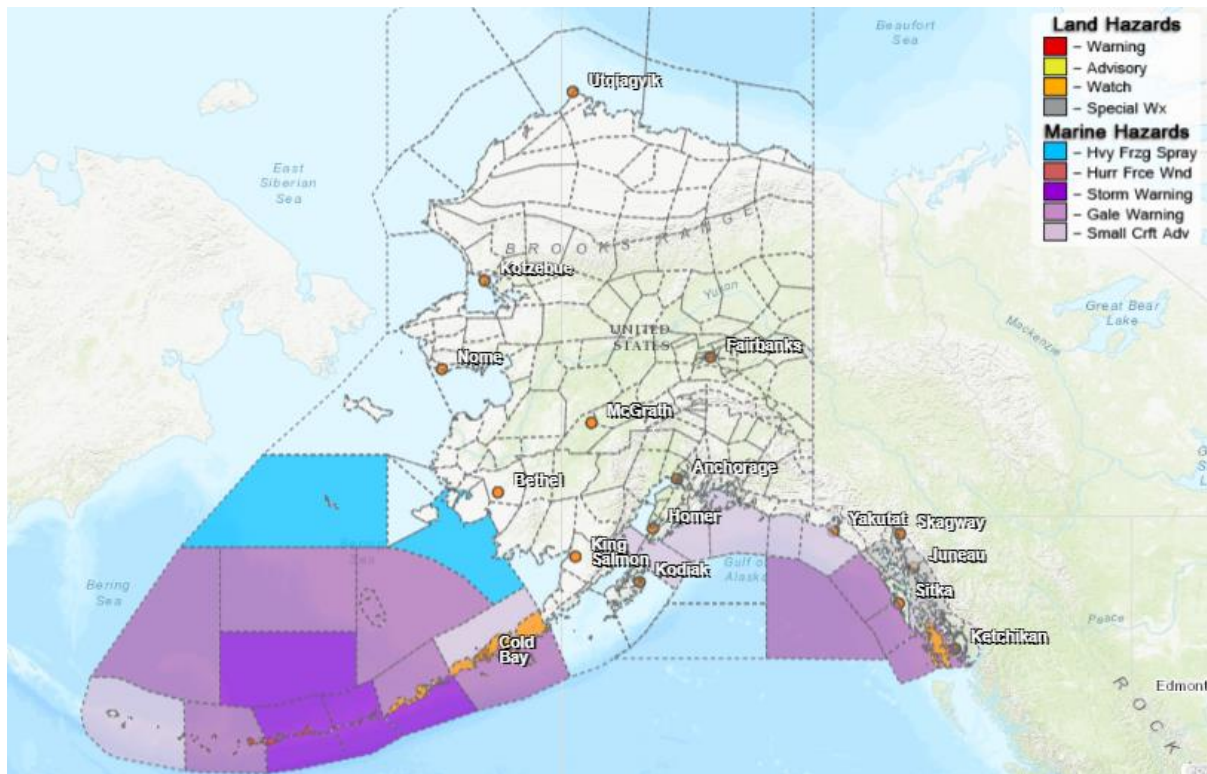 Land Hazards
- Warning
- Advisory
- Watch
- Special Wx
Marine Hazards
- Hvy Frzg Spray
- Hurr Frce Wnd
- Storm Warning
- Gale Warning
- Small Crft Adv
Beaufort
Sea
Utqiagvik
East
Siberian
Sea
BROOKS RANGE
Kotzebue
Yukon
Great Bear
Lake
Mackenzie
UNITED
STATES
Fairbanks
Nome
McGrath
Anchorage
Bethel
Homer
Yakutat
Skagway
King
Salmon
Juneau
Kodiak
Gulf of
Alaska
Bering
Sea
Sitka
Peace
Cold
Bay
Ketchikan
Edmont
ROCK